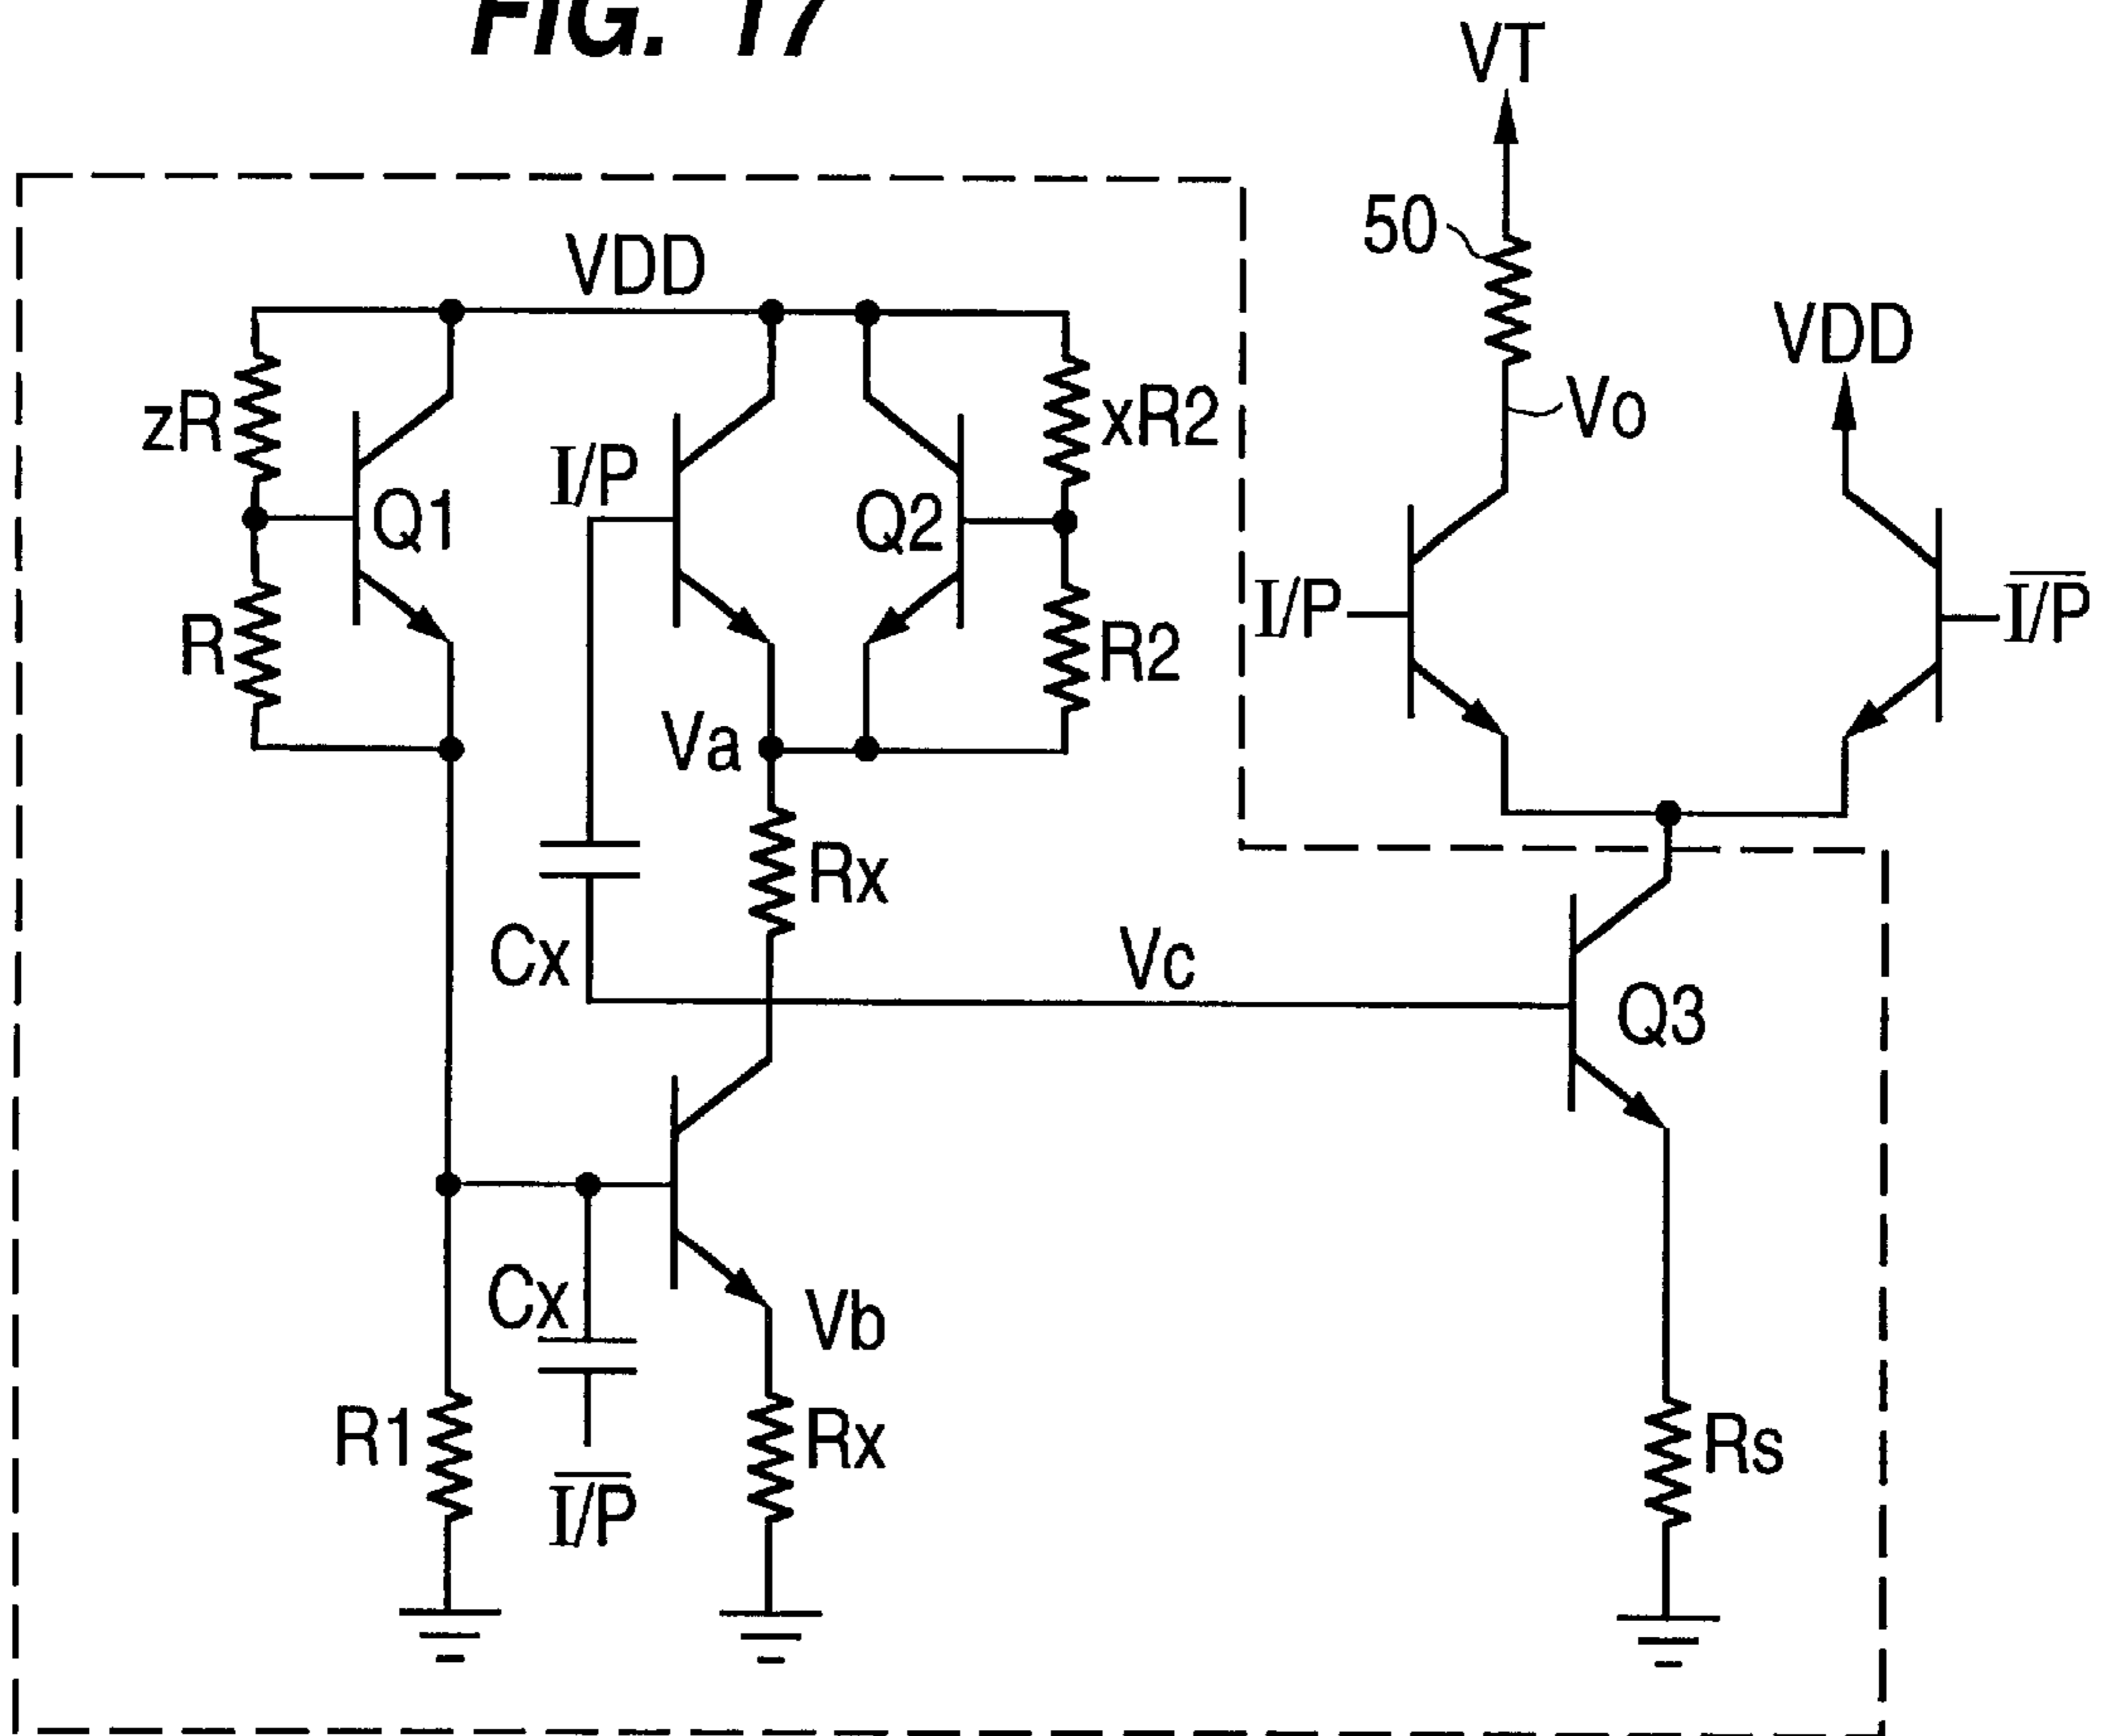 FIG. 17
VT
50
VDD
VDD
Vo
zR
xR2
I/P
Q1
Q2
I/P
I/P
R
R2
Va
Rx
Cx
Vc
Q3
Cx
Vb
R1
Rx
Rs
I/P